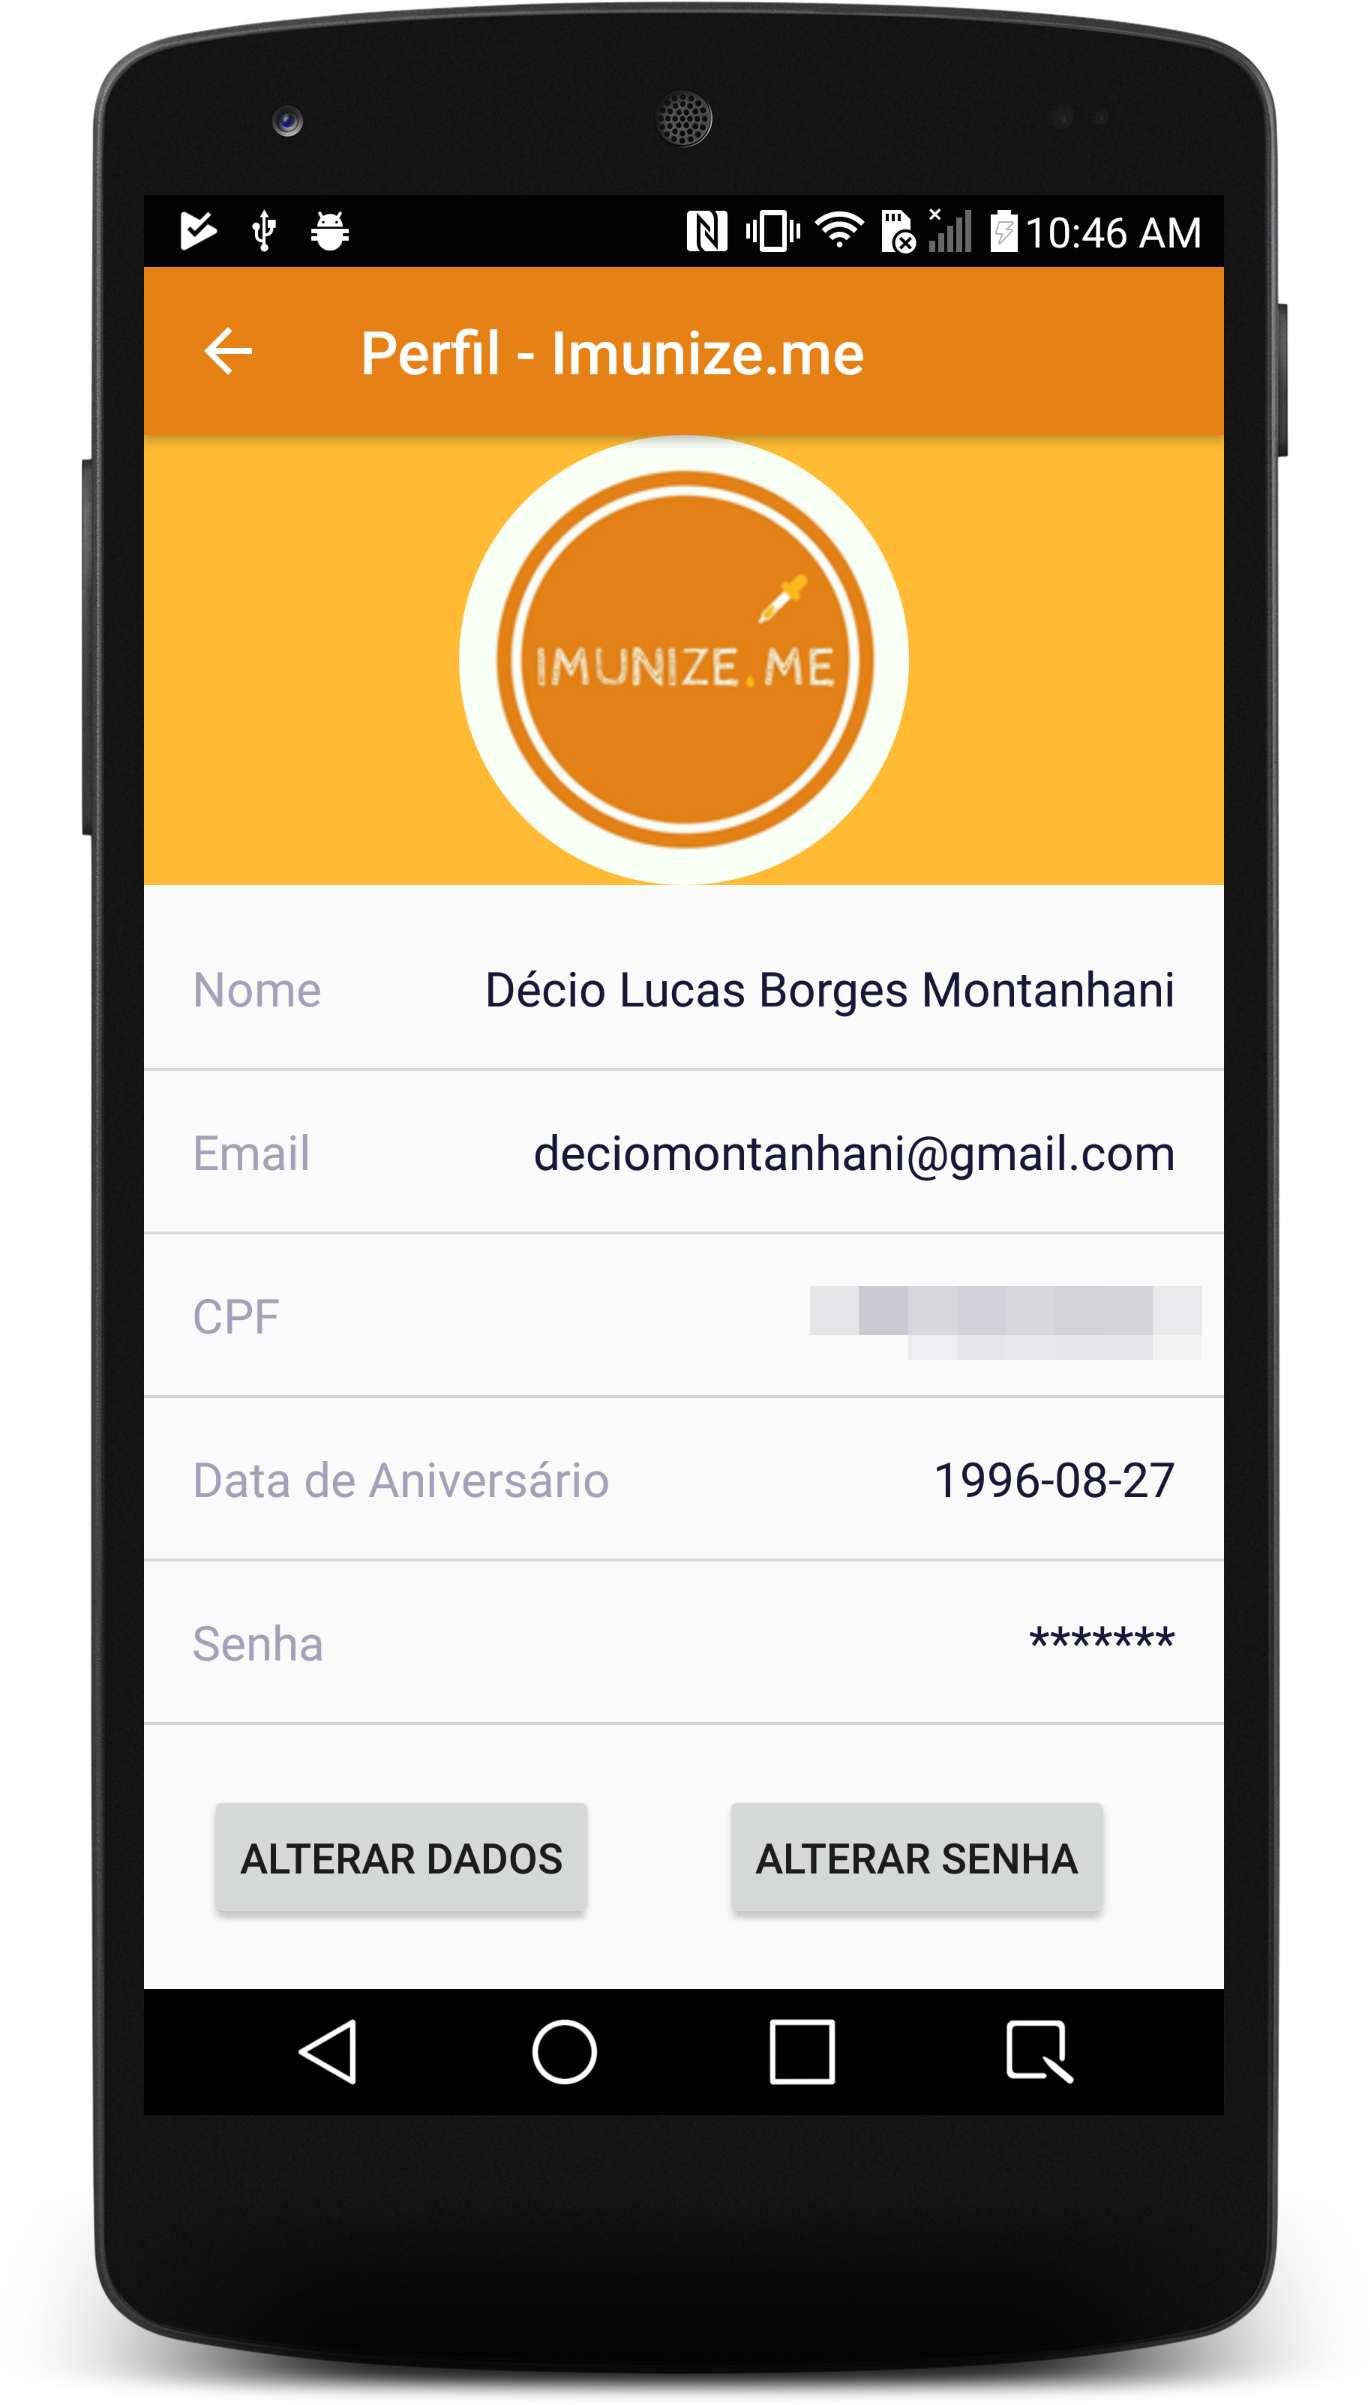 10:46 AM
Perfil - Imunize.me
IMUNIZE.ME
Nome Décio Lucas Borges Montanhani
Email deciomontanhani@gmail.com
CPF
Data de Aniversário 1996-08-27
Senha *******
ALTERAR DADOS ALTERAR SENHA